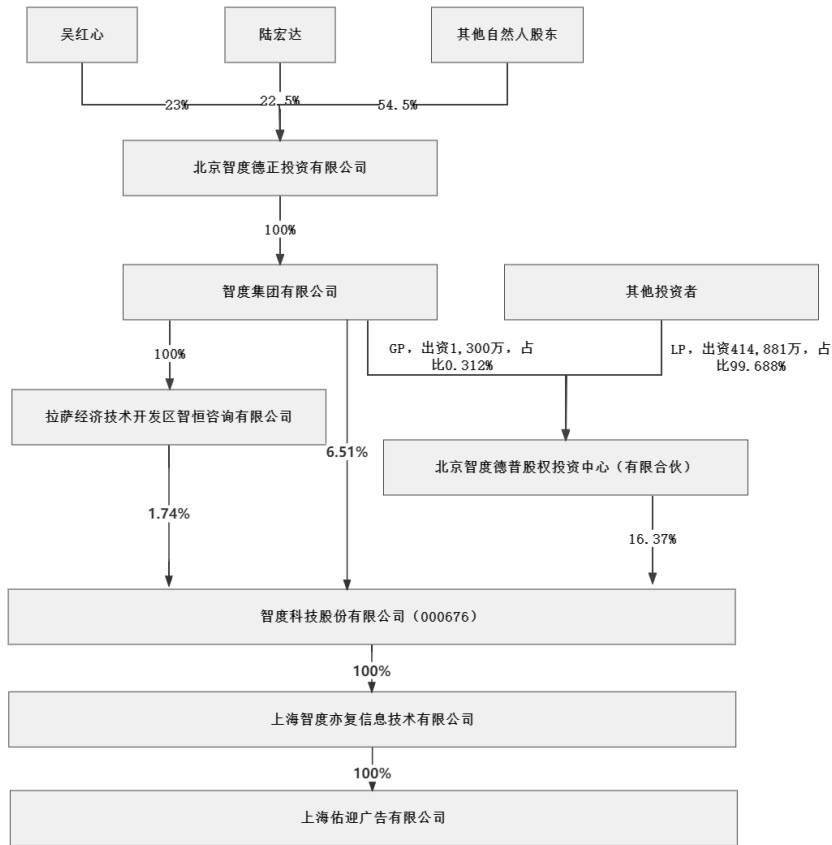 吴红心
陆宏达
其他自然人股东
23%
22.5%
54.5%
北京智度德正投资有限公司
100%
智度集团有限公司
其他投资者
100%
GP，出资1,300万，占
比0.312%
LP，出资414,881万，占
比99.688%
拉萨经济技术开发区智恒咨询有限公司
6.51%
北京智度德普股权投资中心（有限合伙）
1.74%
16.37%
智度科技股份有限公司（000676）
100%
上海智度亦复信息技术有限公司
100%
上海佑迎广告有限公司